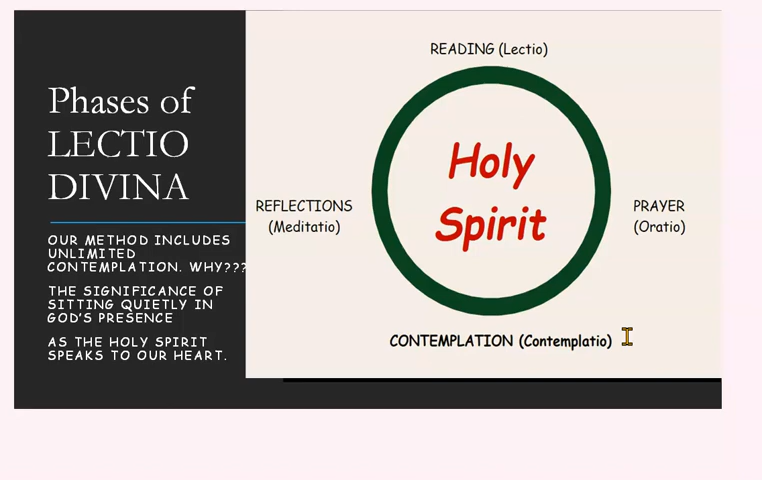 Phases of
LECTIO
DIVINA
OUR METHOD INCLUDES
UNLIMITED
CONTEMPLATION. WHY???
THE SIGNIFICANCE OF
SITTING QUIETLY IN
GOD'S PRESENCE
AS THE HOLY SPIRIT
SPEAKS TO OUR HEART.
READING (Lectio)
Holy
Spirit
REFLECTIONS
(Meditatio)
PRAYER
(Oratio)
CONTEMPLATION (Contemplatio)